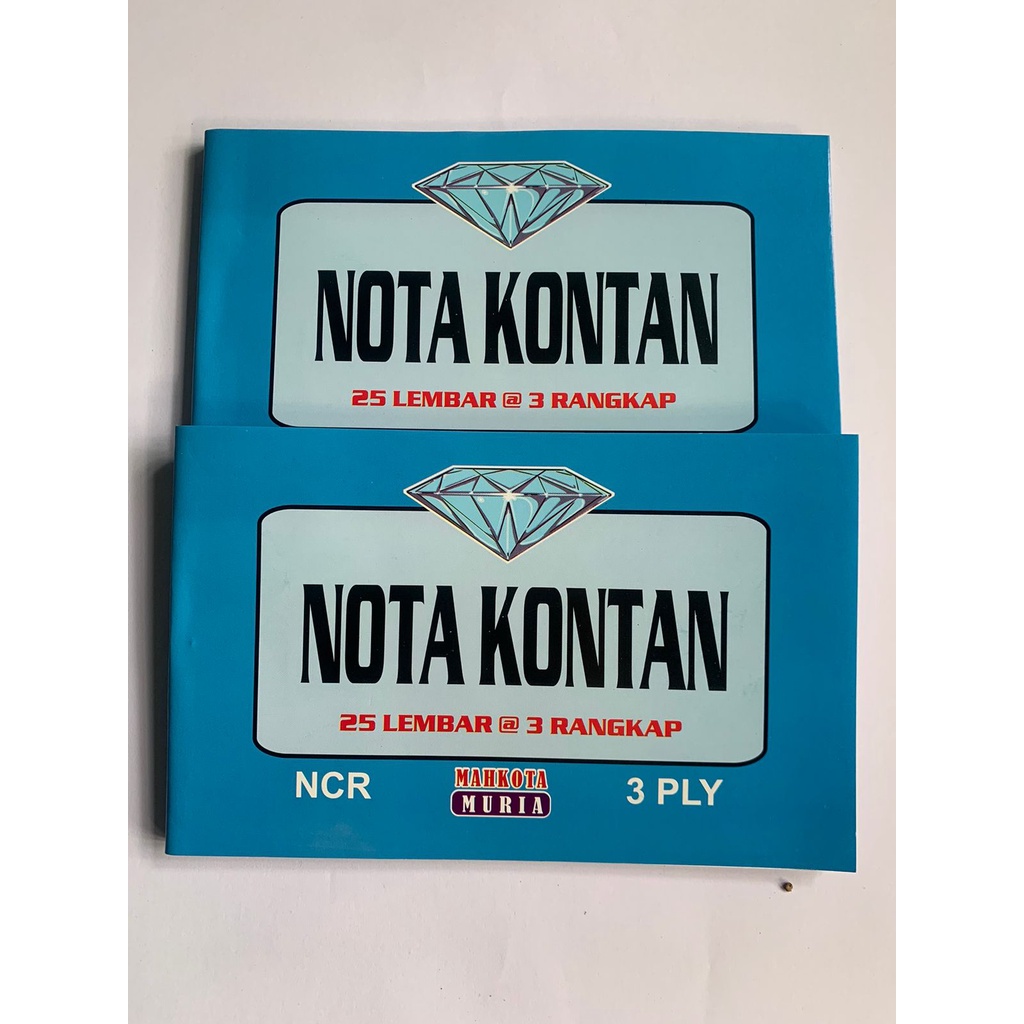 NOTA KONTAN
25 LEMBAR @ 3 RANGKAP
NOTA KONTAN
25 LEMBAR @ 3 RANGKAP
NCR
MAHKOTA
MURIA
3 PLY